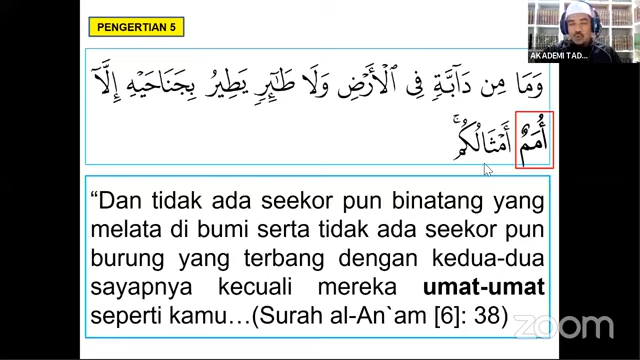 PENGERTIAN 5
AKADEMI TAD...
وَمَا مِن دَآبَّةٖ فِي ٱلۡأَرۡضِ وَلَا طَٰٓئِرٖ يَطِيرُ بِجَنَاحَيۡهِ إِلَّآ
أُمَمٌ أَمۡثَالُكُمۚ
“Dan tidak ada seekor pun binatang yang
melata di bumi serta tidak ada seekor pun
burung yang terbang dengan kedua-dua
sayapnya kecuali mereka umat-umat
seperti kamu…(Surah al-An`am [6]: 38)
zoom